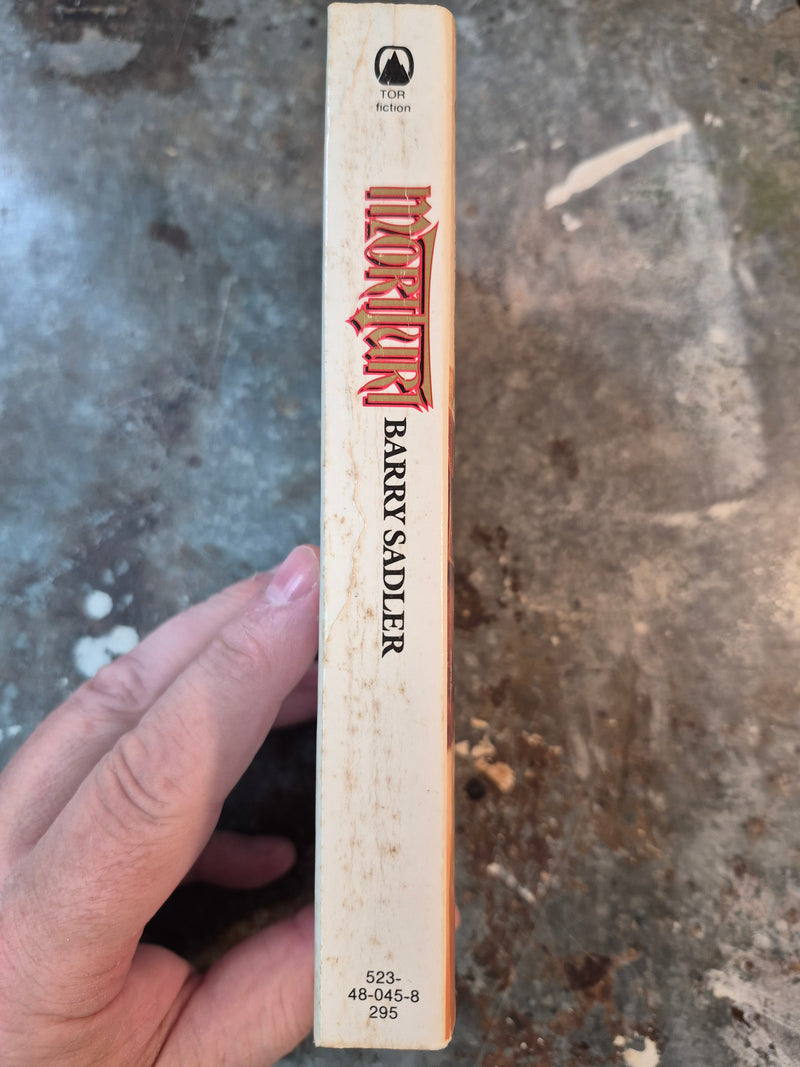 TOR
fiction
MORITURI
BARRY SADLER
523-
48-045-8
295